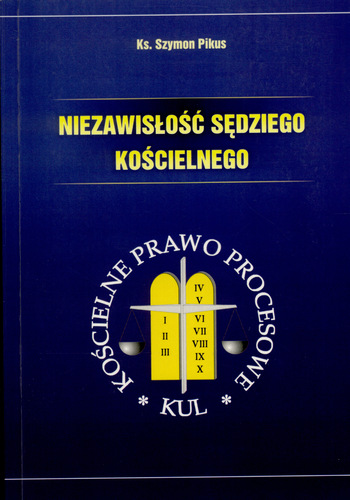 Ks. Szymon Pikus
NIEZAWISŁOŚĆ SĘDZIEGO
KOŚCIELNEGO
KOŚCIELNE PRAWO PROCESOWE
* KUL *
I
II
III
IV
V
VI
VII
VIII
IX
X